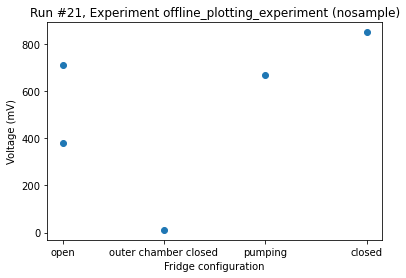 Run #21, Experiment offline_plotting_experiment (nosample)
800
600
400
200
0
Voltage (mV)
open
outer chamber closed
pumping
closed
Fridge configuration